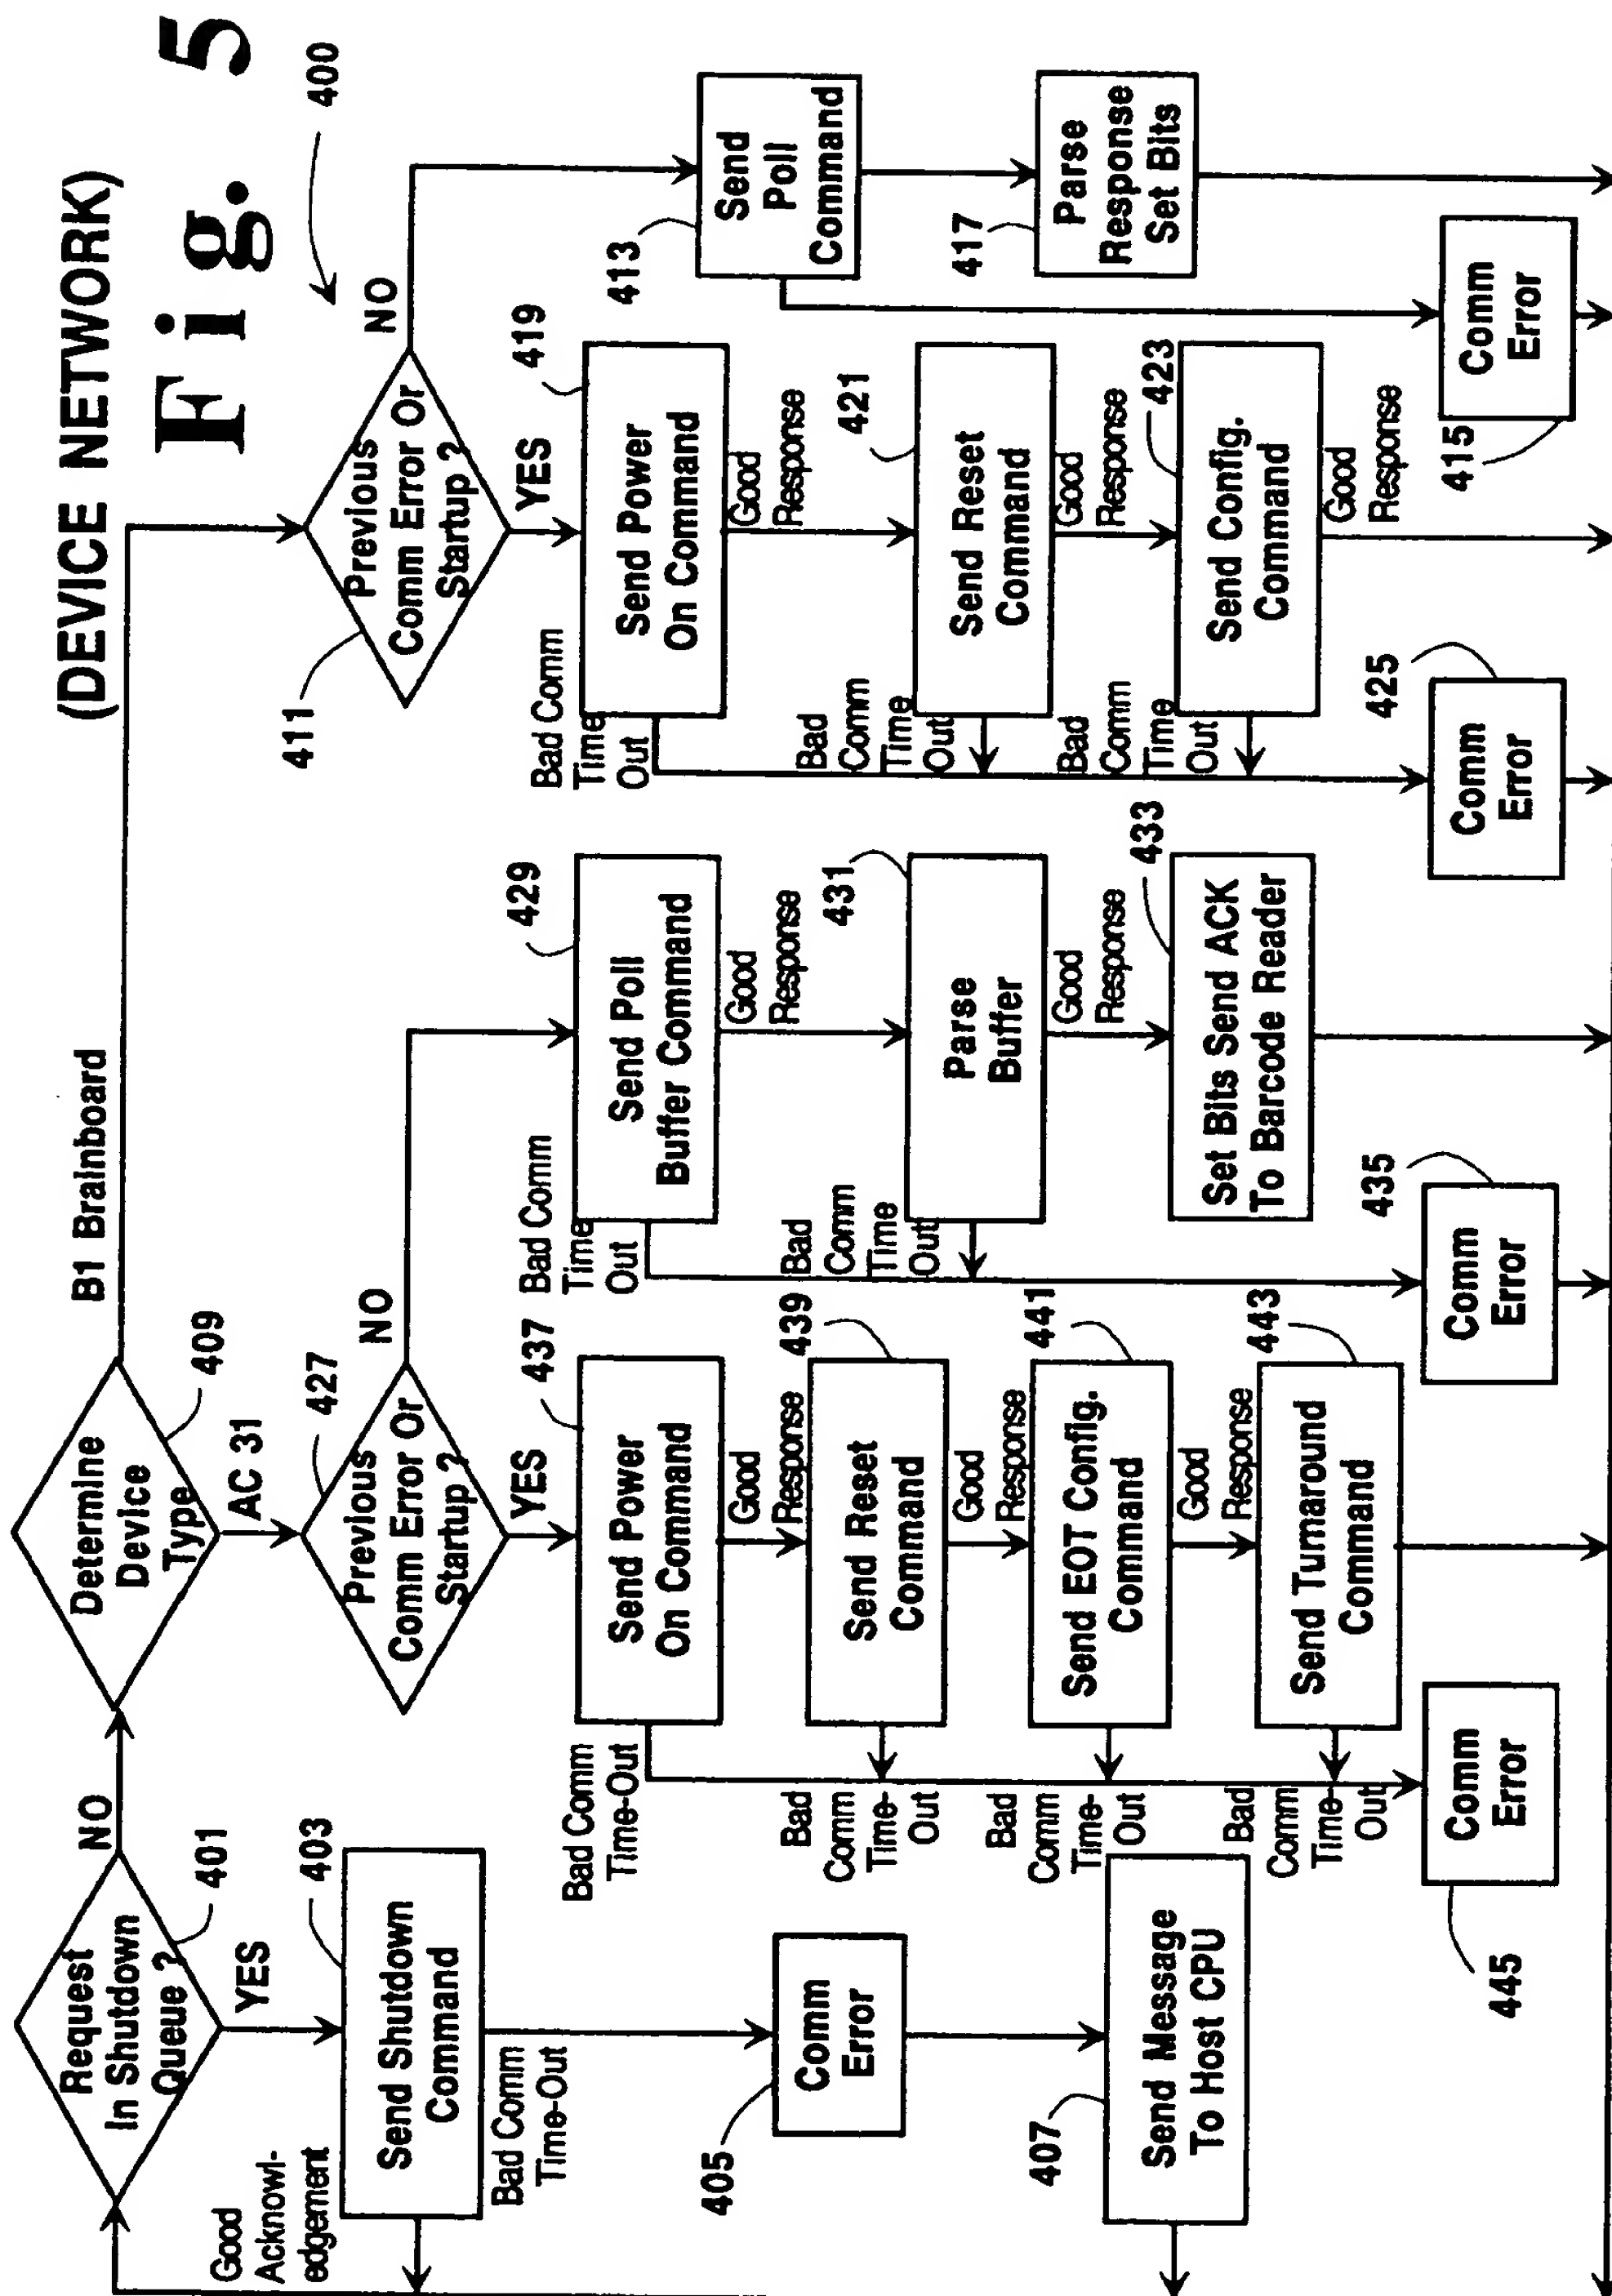 (DEVICE NETWORK)
Fig. 5
400
Request
In Shutdown
Queue ?
401
NO
YES
Determine
Device
Type
409
B1 Brainboard
AC 31
Good
Acknowl-
edgement
Send Shutdown
Command
403
Bad Comm
Time-Out
Comm
Error
405
Send Message
To Host CPU
407
Previous
Comm Error Or
Startup ?
427
NO
YES
Send Power
On Command
437
Bad Comm
Time-Out
Good
Response
Send Reset
Command
439
Bad
Comm
Time-
Out
Good
Response
Send EOT Config.
Command
441
Bad
Comm
Time-
Out
Good
Response
Send Turnaround
Command
443
Bad
Comm
Time-
Out
Comm
Error
445
Send Poll
Buffer Command
429
Bad Comm
Time
Out
Good
Response
Parse
Buffer
431
Bad
Comm
Time
Out
Good
Response
Set Bits Send ACK
To Barcode Reader
433
Comm
Error
435
Previous
Comm Error Or
Startup ?
411
NO
YES
Send Power
On Command
419
Bad Comm
Time
Out
Good
Response
Send Reset
Command
421
Bad
Comm
Time
Out
Good
Response
Send Config.
Command
423
Bad
Comm
Time
Out
Good
Response
Comm
Error
425
Send
Poll
Command
413
Parse
Response
Set Bits
417
Comm
Error
415